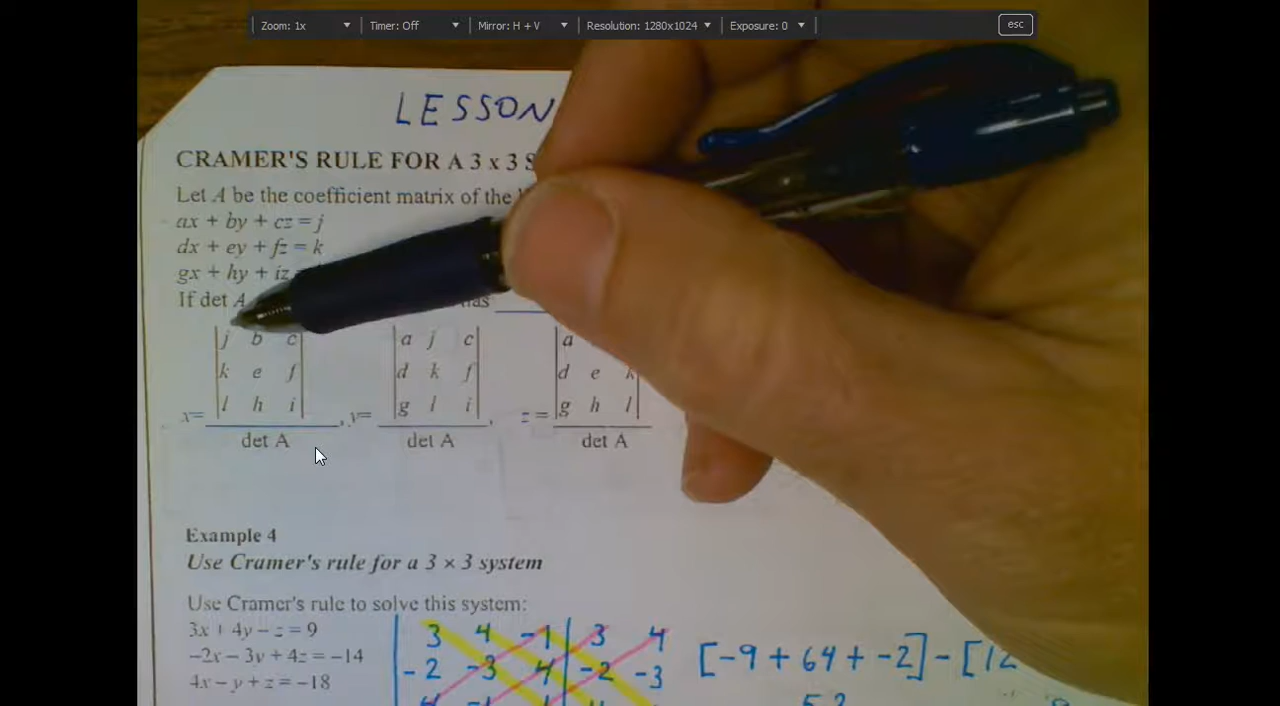 Zoom: 1x Timer: Off Mirror: H + V Resolution: 1280x1024 Exposure: 0 esc
LESSON
CRAMER'S RULE FOR A 3 x 3 S
Let A be the coefficient matrix of the
ax + by + cz = j
dx + ey + fz = k
gx + hy + iz
If det A has
j b c a j c a
k e f d k f d e k
l h i g l i g h l
x= , y= , z =
det A det A det A
Example 4
Use Cramer's rule for a 3 × 3 system
Use Cramer's rule to solve this system:
3x + 4y – z = 9
-2x – 3y + 4z = -14
4x – y + z = -18
3 4 -1 3 4
-2 -3 4 -2 -3
[-9 + 64 + -2] - [12